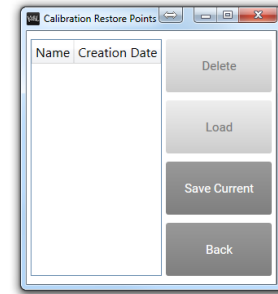 Calibration Restore Points
Name Creation Date
Delete
Load
Save Current
Back